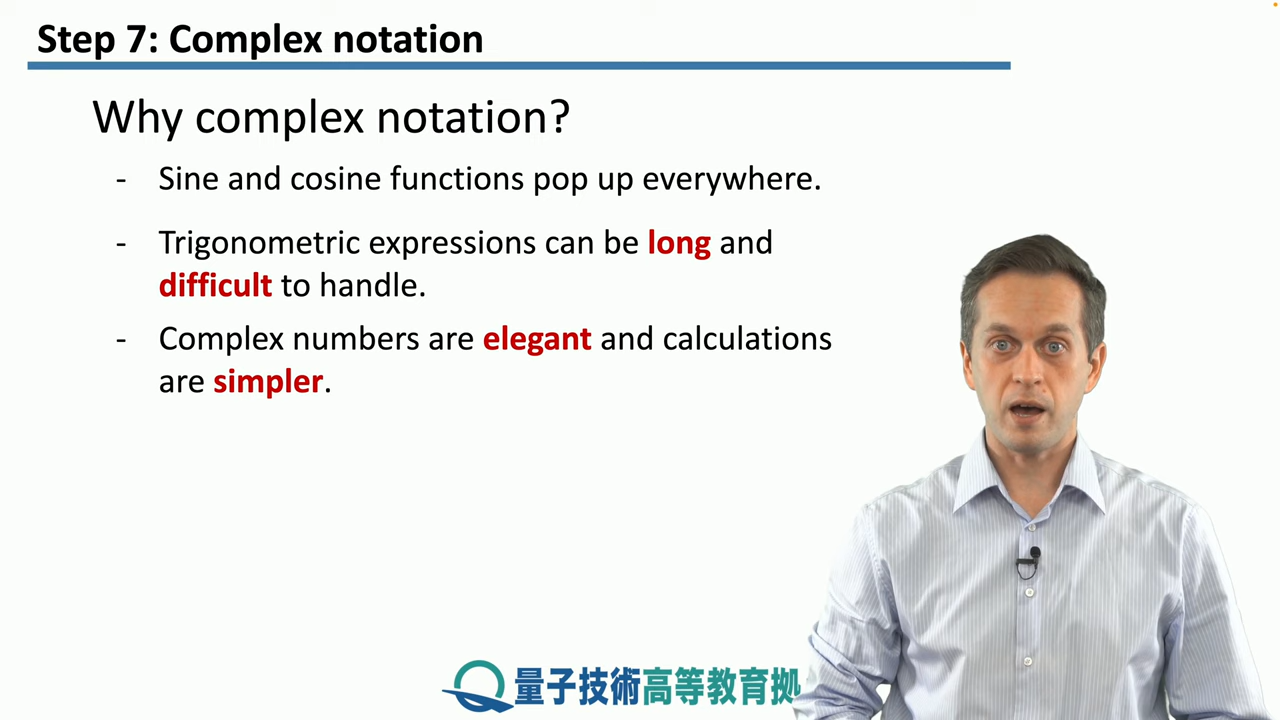 Step 7: Complex notation
Why complex notation?
- Sine and cosine functions pop up everywhere.
- Trigonometric expressions can be long and
difficult to handle.
- Complex numbers are elegant and calculations
are simpler.
量子技術高等教育拠